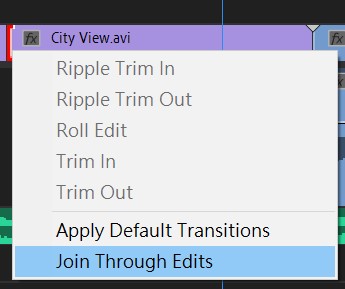 fx City View.avi fx
Ripple Trim In
Ripple Trim Out
Roll Edit
Trim In
Trim Out
Apply Default Transitions
Join Through Edits